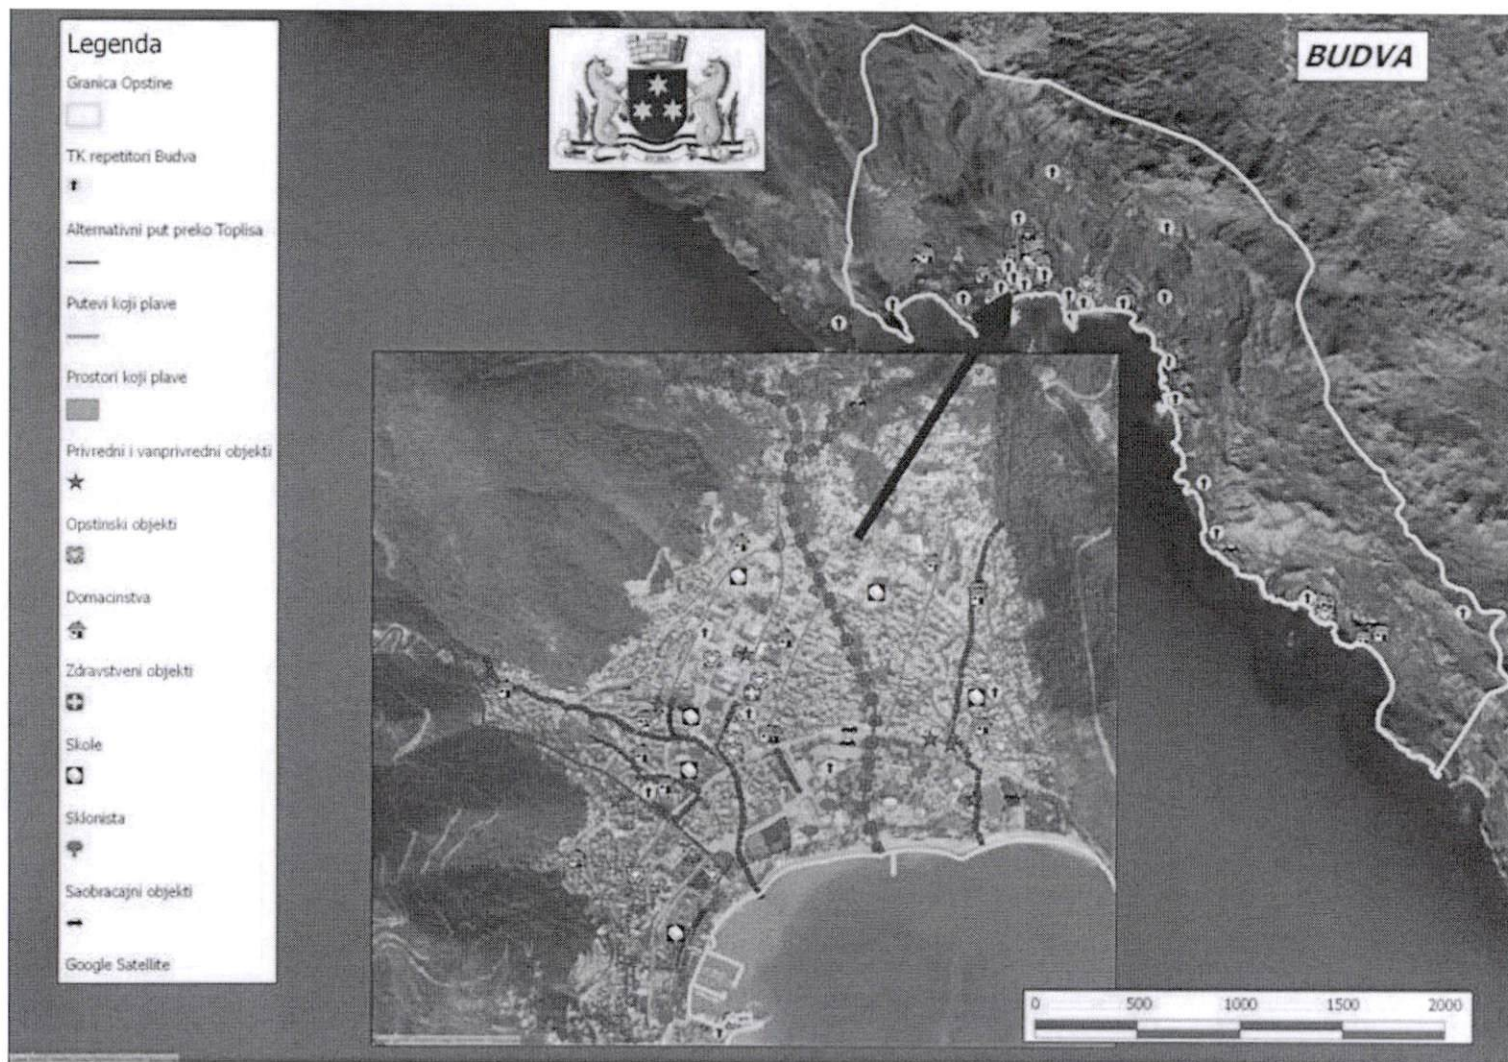 Legenda
Granica Opstine
TK repetitori Budva
Alternativni put preko Toplisa
Putevi koji plave
Prostori koji plave
Privredni i vanprivredni objekti
Opstinski objekti
Domacinstva
Zdravstveni objekti
Skole
Sklonista
Saobracajni objekti
Google Satellite
BUDVA
0 500 1000 1500 2000